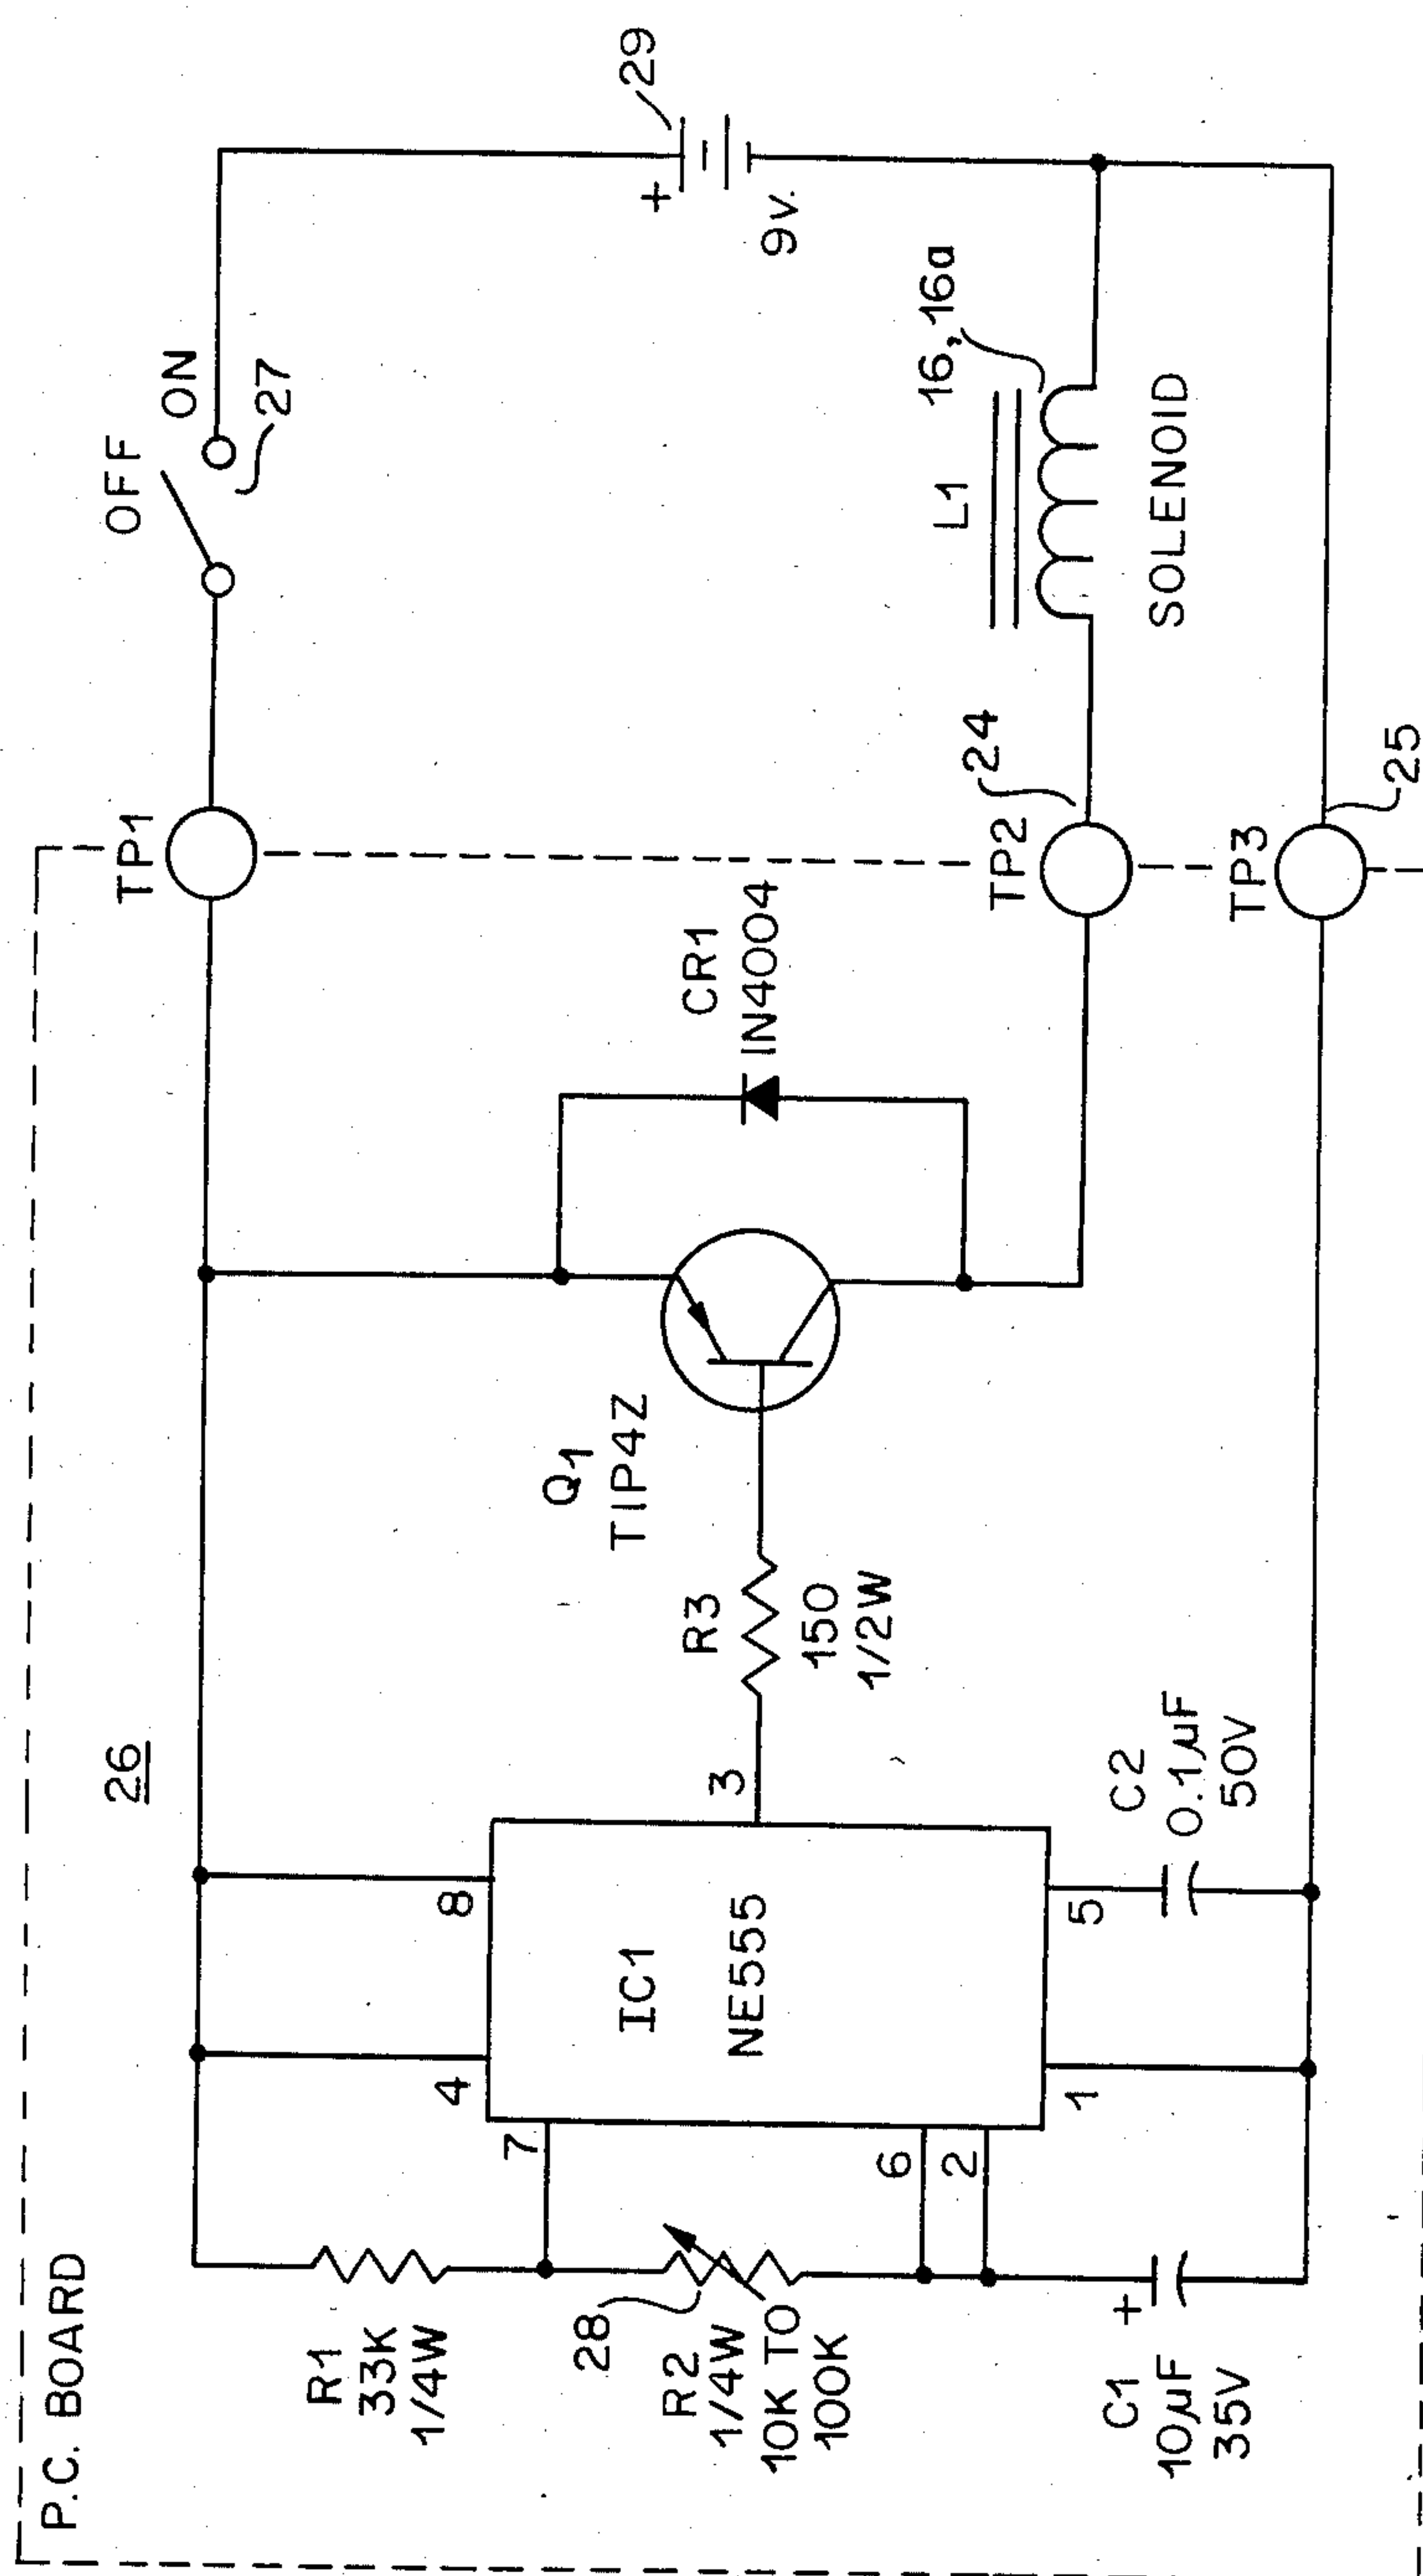 P.C. BOARD
26
OFF
ON
27
TP1
R1
33K
1/4W
4
8
7
28
R2
1/4W
10K TO
100K
6
2
IC1
NE555
3
R3
150
1/2W
Q1
TIP4Z
CR1
IN4004
+
29
9v.
1
5
C1
10µF
35V
+
C2
0.1µF
50V
TP2
24
L1
16, 16a
SOLENOID
TP3
25